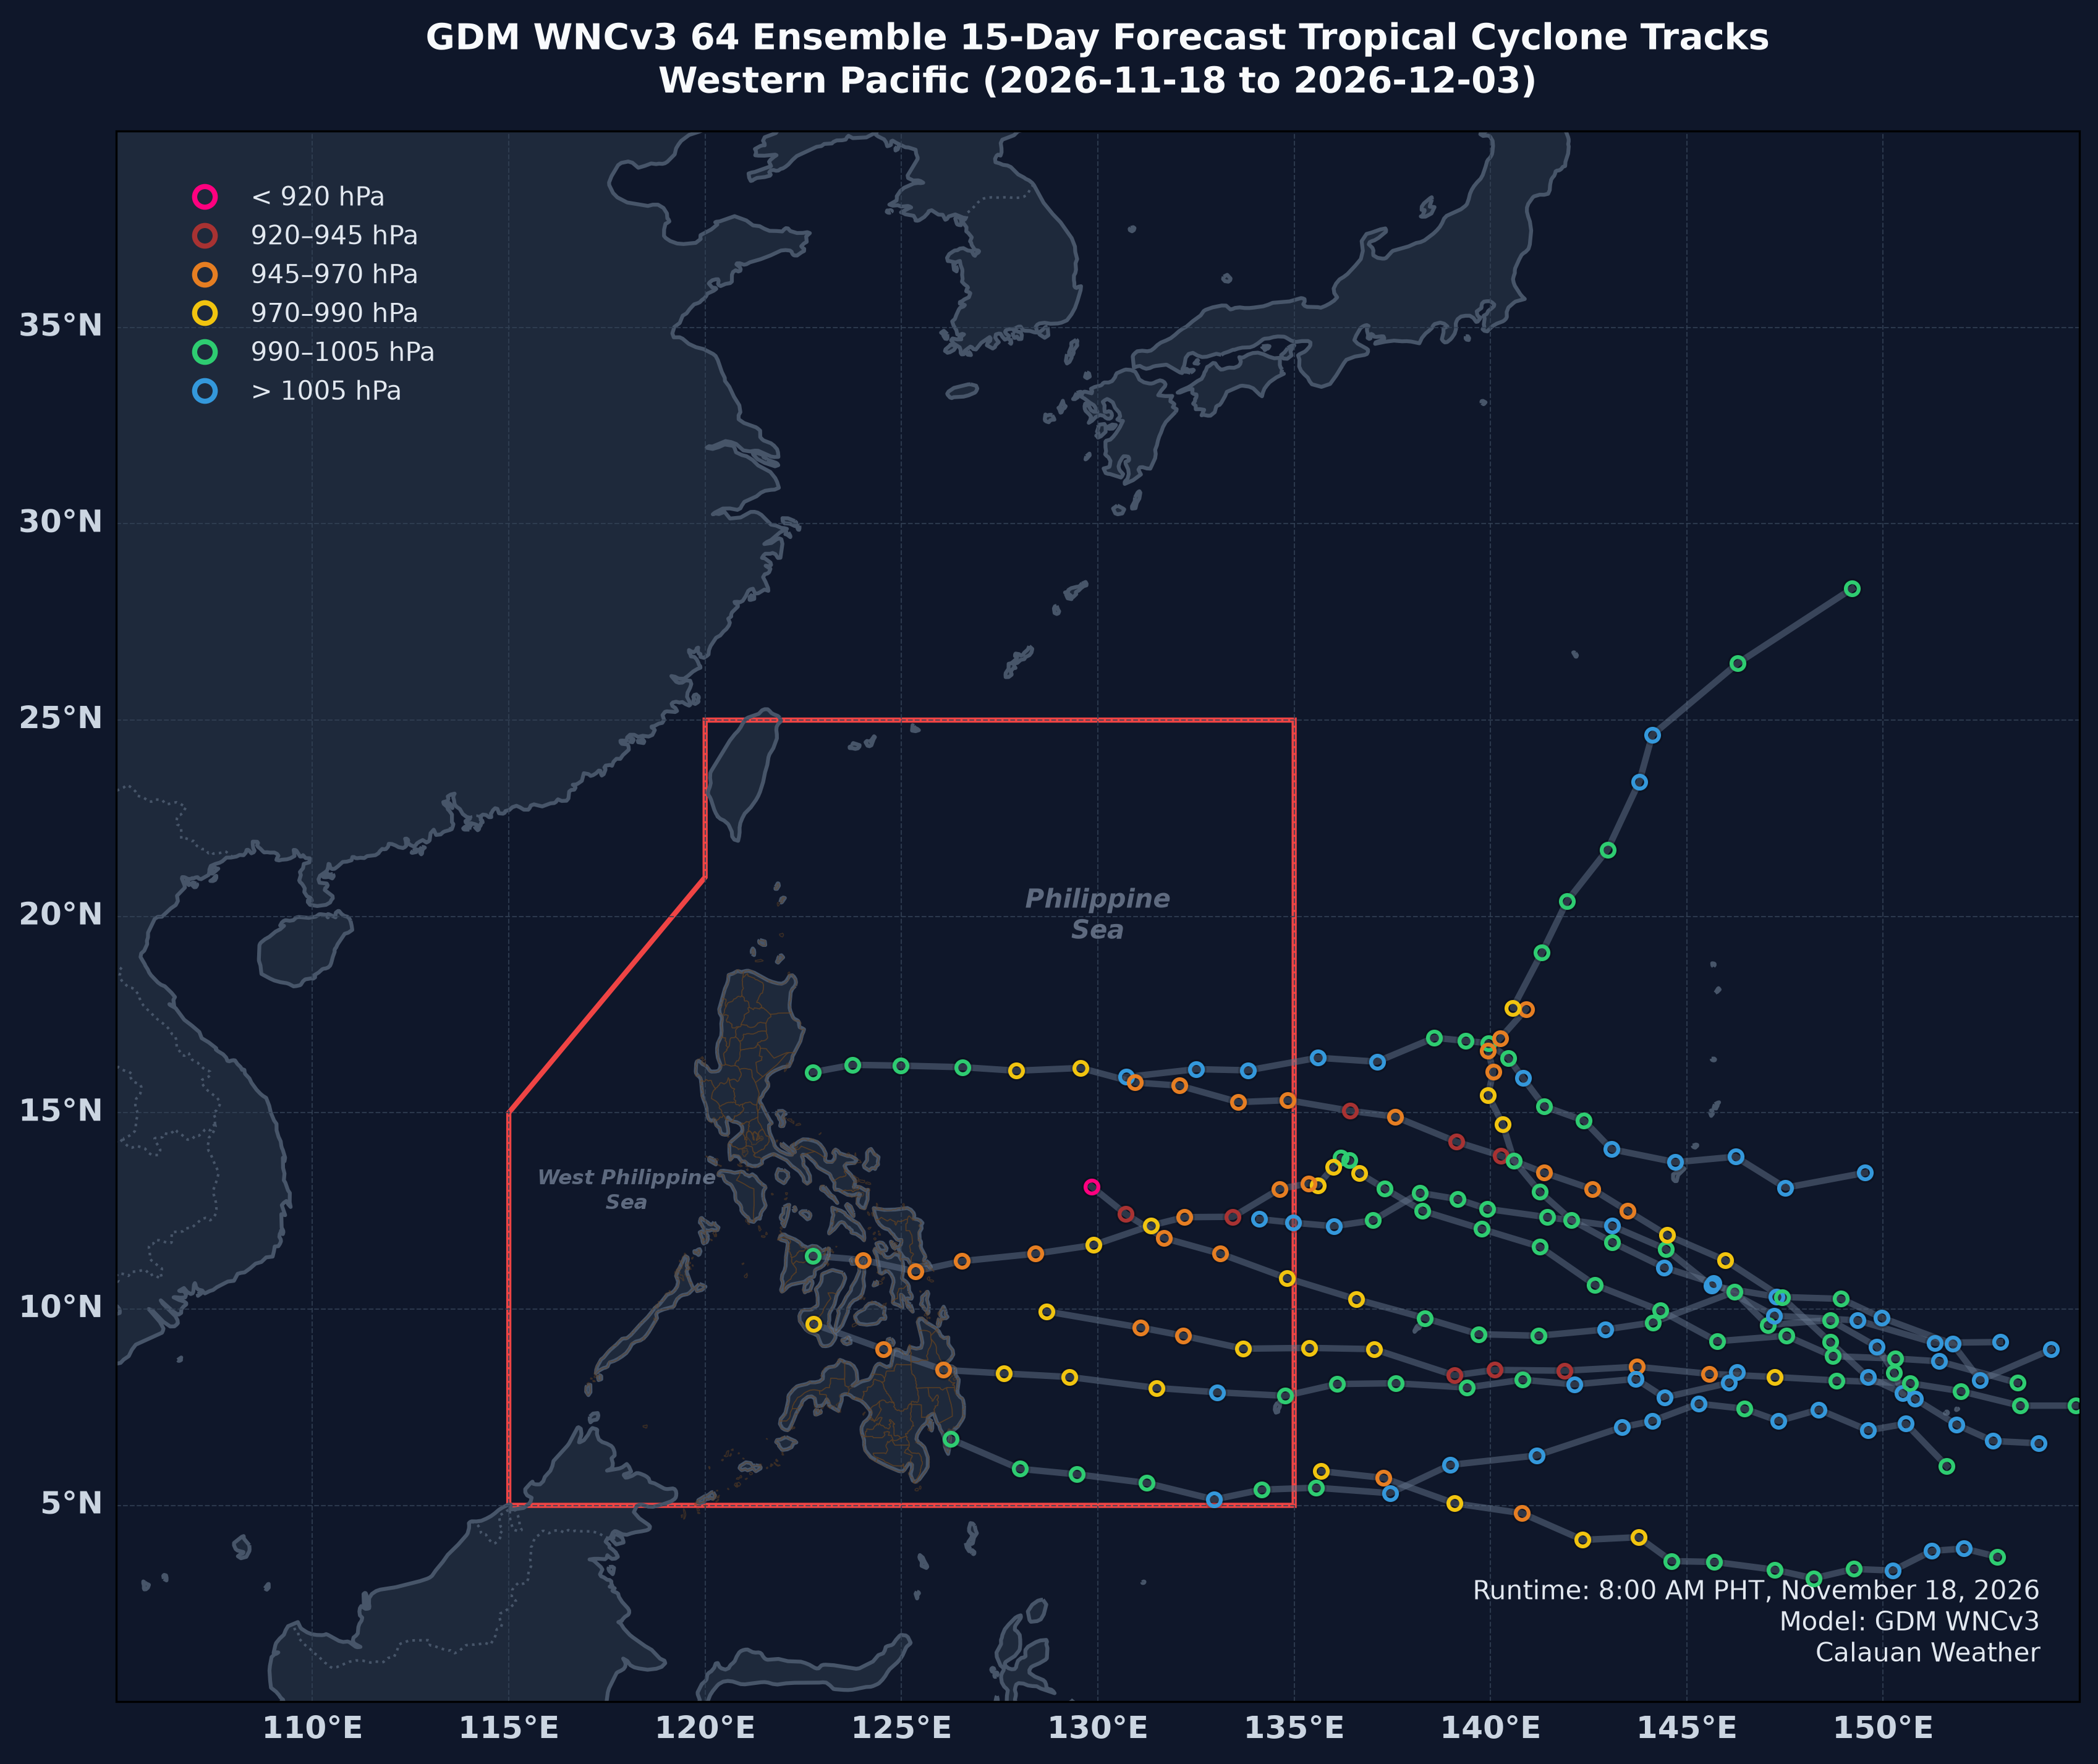 GDM WNCv3 64 Ensemble 15-Day Forecast Tropical Cyclone Tracks
Western Pacific (2026-11-18 to 2026-12-03)
< 920 hPa
920–945 hPa
945–970 hPa
970–990 hPa
990–1005 hPa
> 1005 hPa
35°N
30°N
25°N
20°N
15°N
10°N
5°N
Philippine
Sea
West Philippine
Sea
Runtime: 8:00 AM PHT, November 18, 2026
Model: GDM WNCv3
Calauan Weather
110°E
115°E
120°E
125°E
130°E
135°E
140°E
145°E
150°E